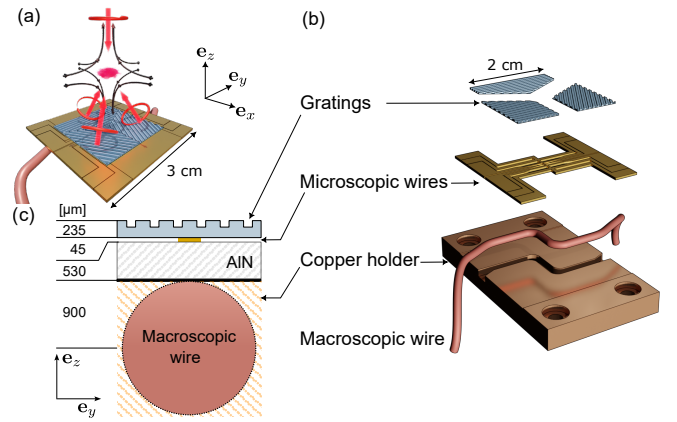 (a)
e_z
e_y
e_x
3 cm
(b)
2 cm
Gratings
Microscopic wires
Copper holder
Macroscopic wire
(c)
[µm]
235
45
530
900
AlN
Macroscopic
wire
e_z
e_y